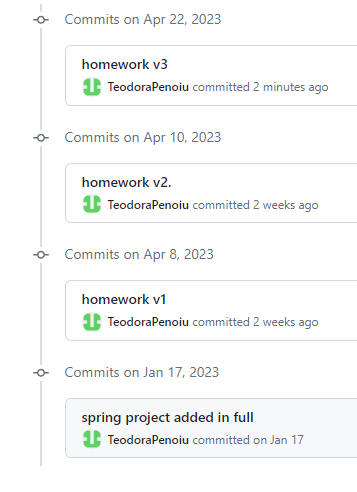 Commits on Apr 22, 2023
homework v3
TeodoraPenoiu committed 2 minutes ago
Commits on Apr 10, 2023
homework v2.
TeodoraPenoiu committed 2 weeks ago
Commits on Apr 8, 2023
homework v1
TeodoraPenoiu committed 2 weeks ago
Commits on Jan 17, 2023
spring project added in full
TeodoraPenoiu committed on Jan 17